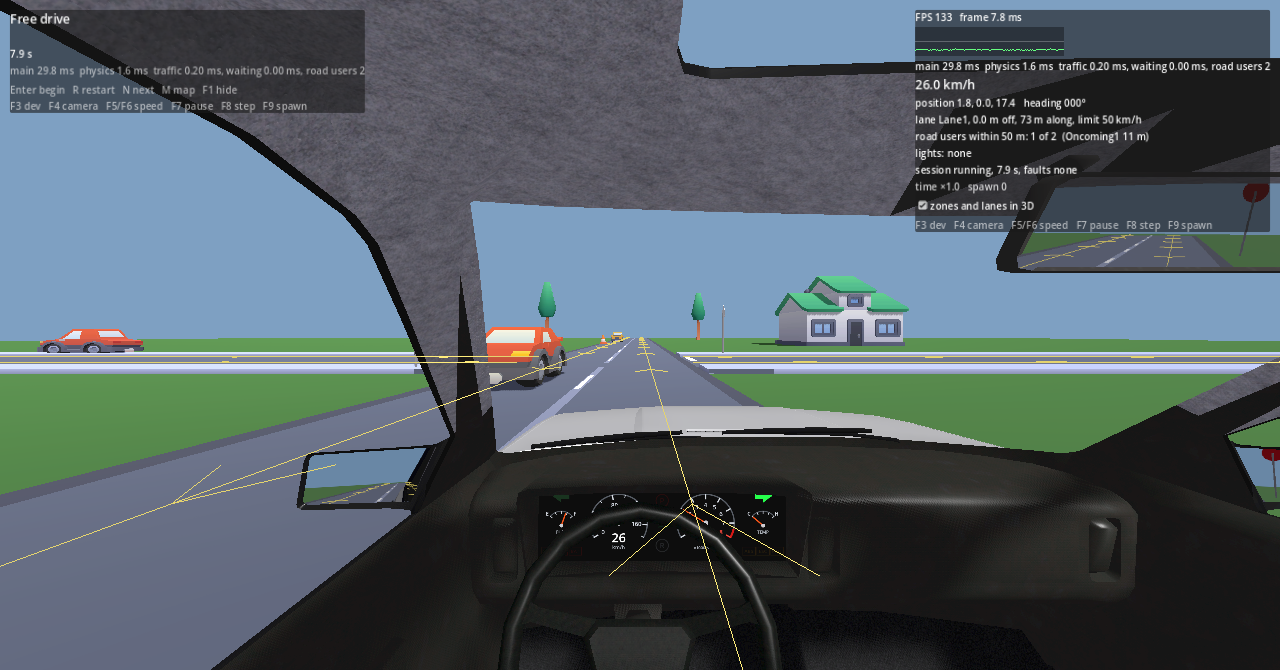 Free drive
7.9 s
main 29.8 ms physics 1.6 ms traffic 0.20 ms, waiting 0.00 ms, road users 2
Enter begin R restart N next M map F1 hide
F3 dev F4 camera F5/F6 speed F7 pause F8 step F9 spawn
FPS 133 frame 7.8 ms
main 29.8 ms physics 1.6 ms traffic 0.20 ms, waiting 0.00 ms, road users 2
26.0 km/h
position 1.8, 0.0, 17.4 heading 000°
lane Lane1, 0.0 m off, 73 m along, limit 50 km/h
road users within 50 m: 1 of 2 (Oncoming1 11 m)
lights: none
session running, 7.9 s, faults none
time ×1.0 spawn 0
zones and lanes in 3D
F3 dev F4 camera F5/F6 speed F7 pause F8 step F9 spawn
E F
160
26
km/h
4 5 6
C H
TEMP